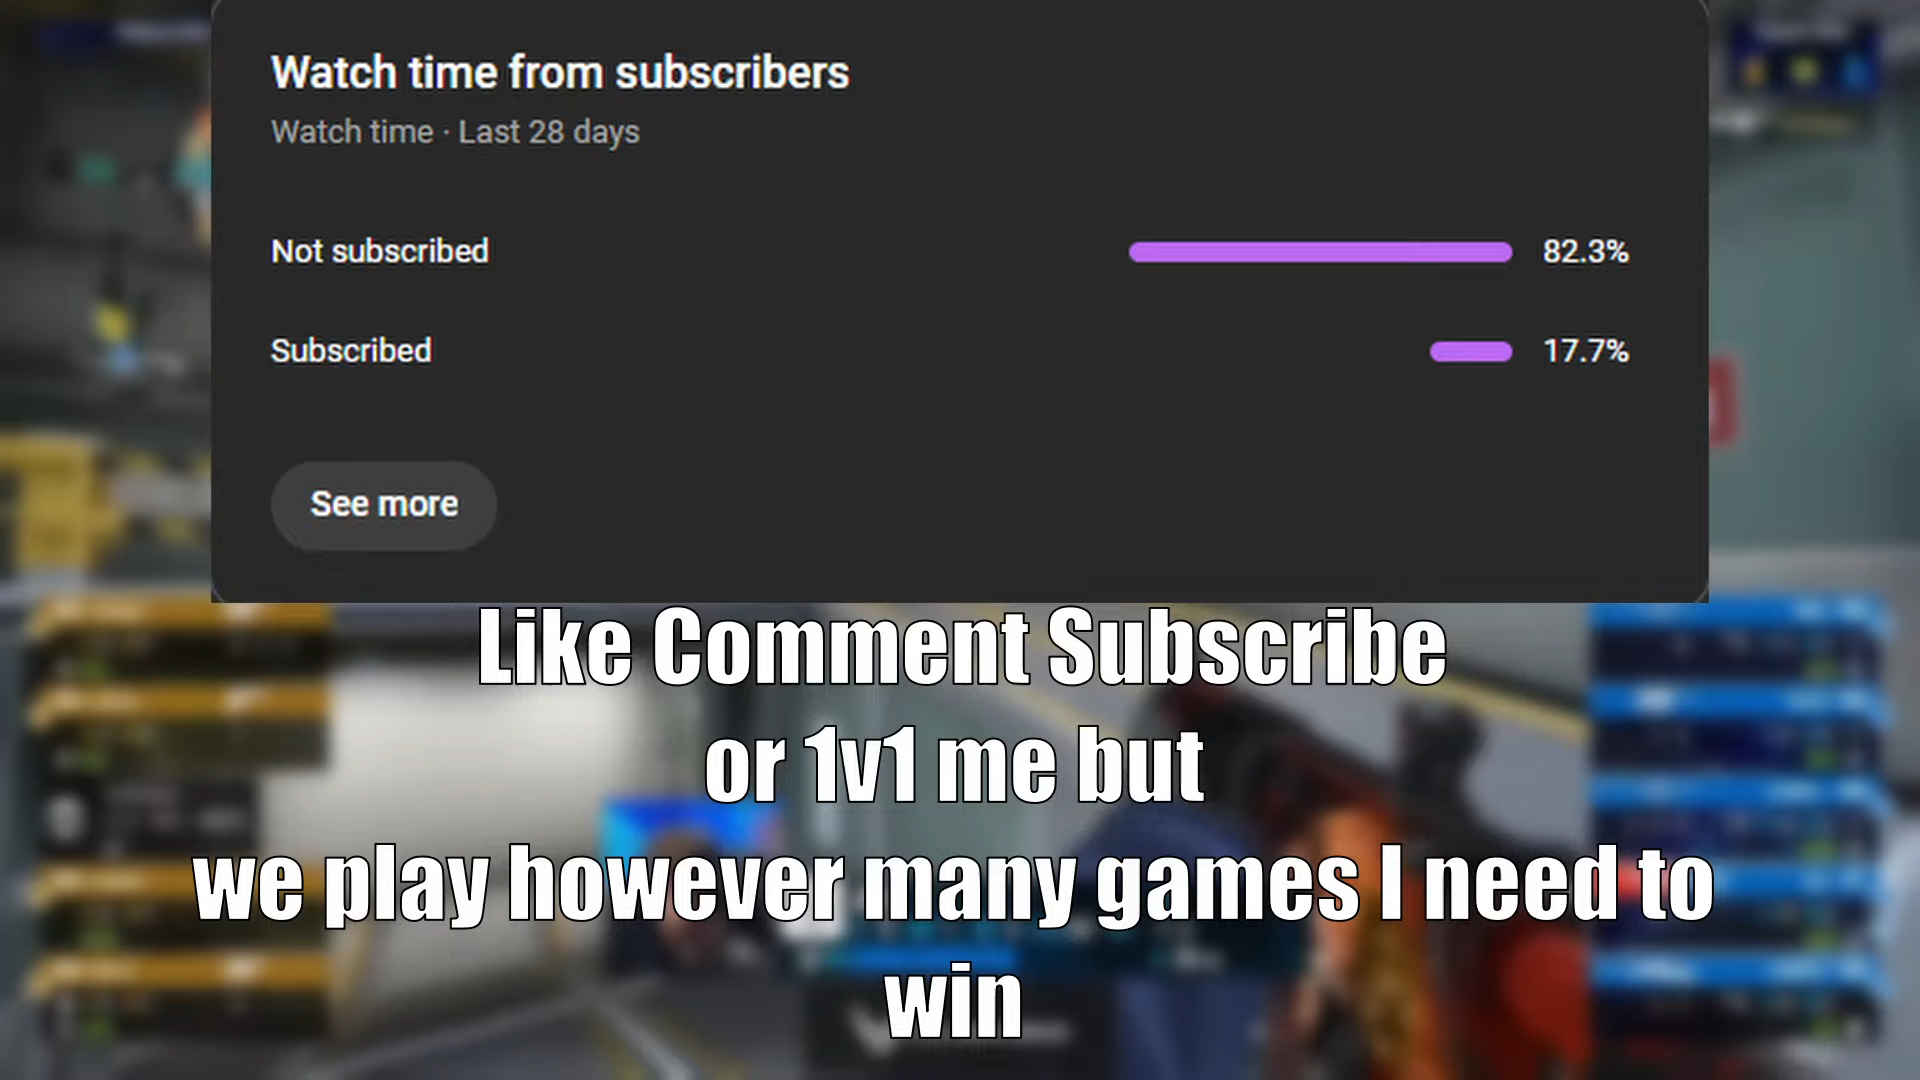 Watch time from subscribers
Watch time · Last 28 days
Not subscribed 82.3%
Subscribed 17.7%
See more
Like Comment Subscribe
or 1v1 me but
we play however many games I need to
win